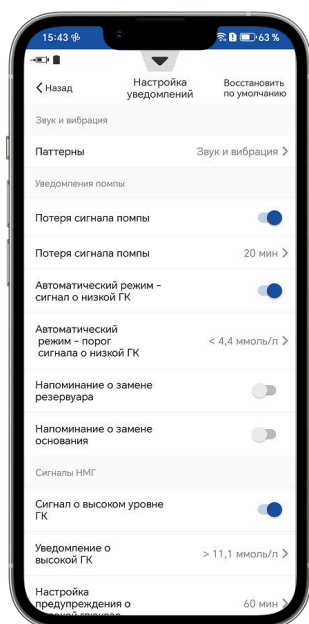 15:43
63 %
Назад
Настройка
уведомлений
Восстановить
по умолчанию
Звук и вибрация
Паттерны
Звук и вибрация
Уведомления помпы
Потеря сигнала помпы
Потеря сигнала помпы
20 мин
Автоматический режим –
сигнал о низкой ГК
Автоматический
режим – порог
сигнала о низкой ГК
< 4,4 ммоль/л
Напоминание о замене
резервуара
Напоминание о замене
основания
Сигналы НМГ
Сигнал о высоком уровне
ГК
Уведомление о
высокой ГК
> 11,1 ммоль/л
Настройка
предупреждения о
60 мин